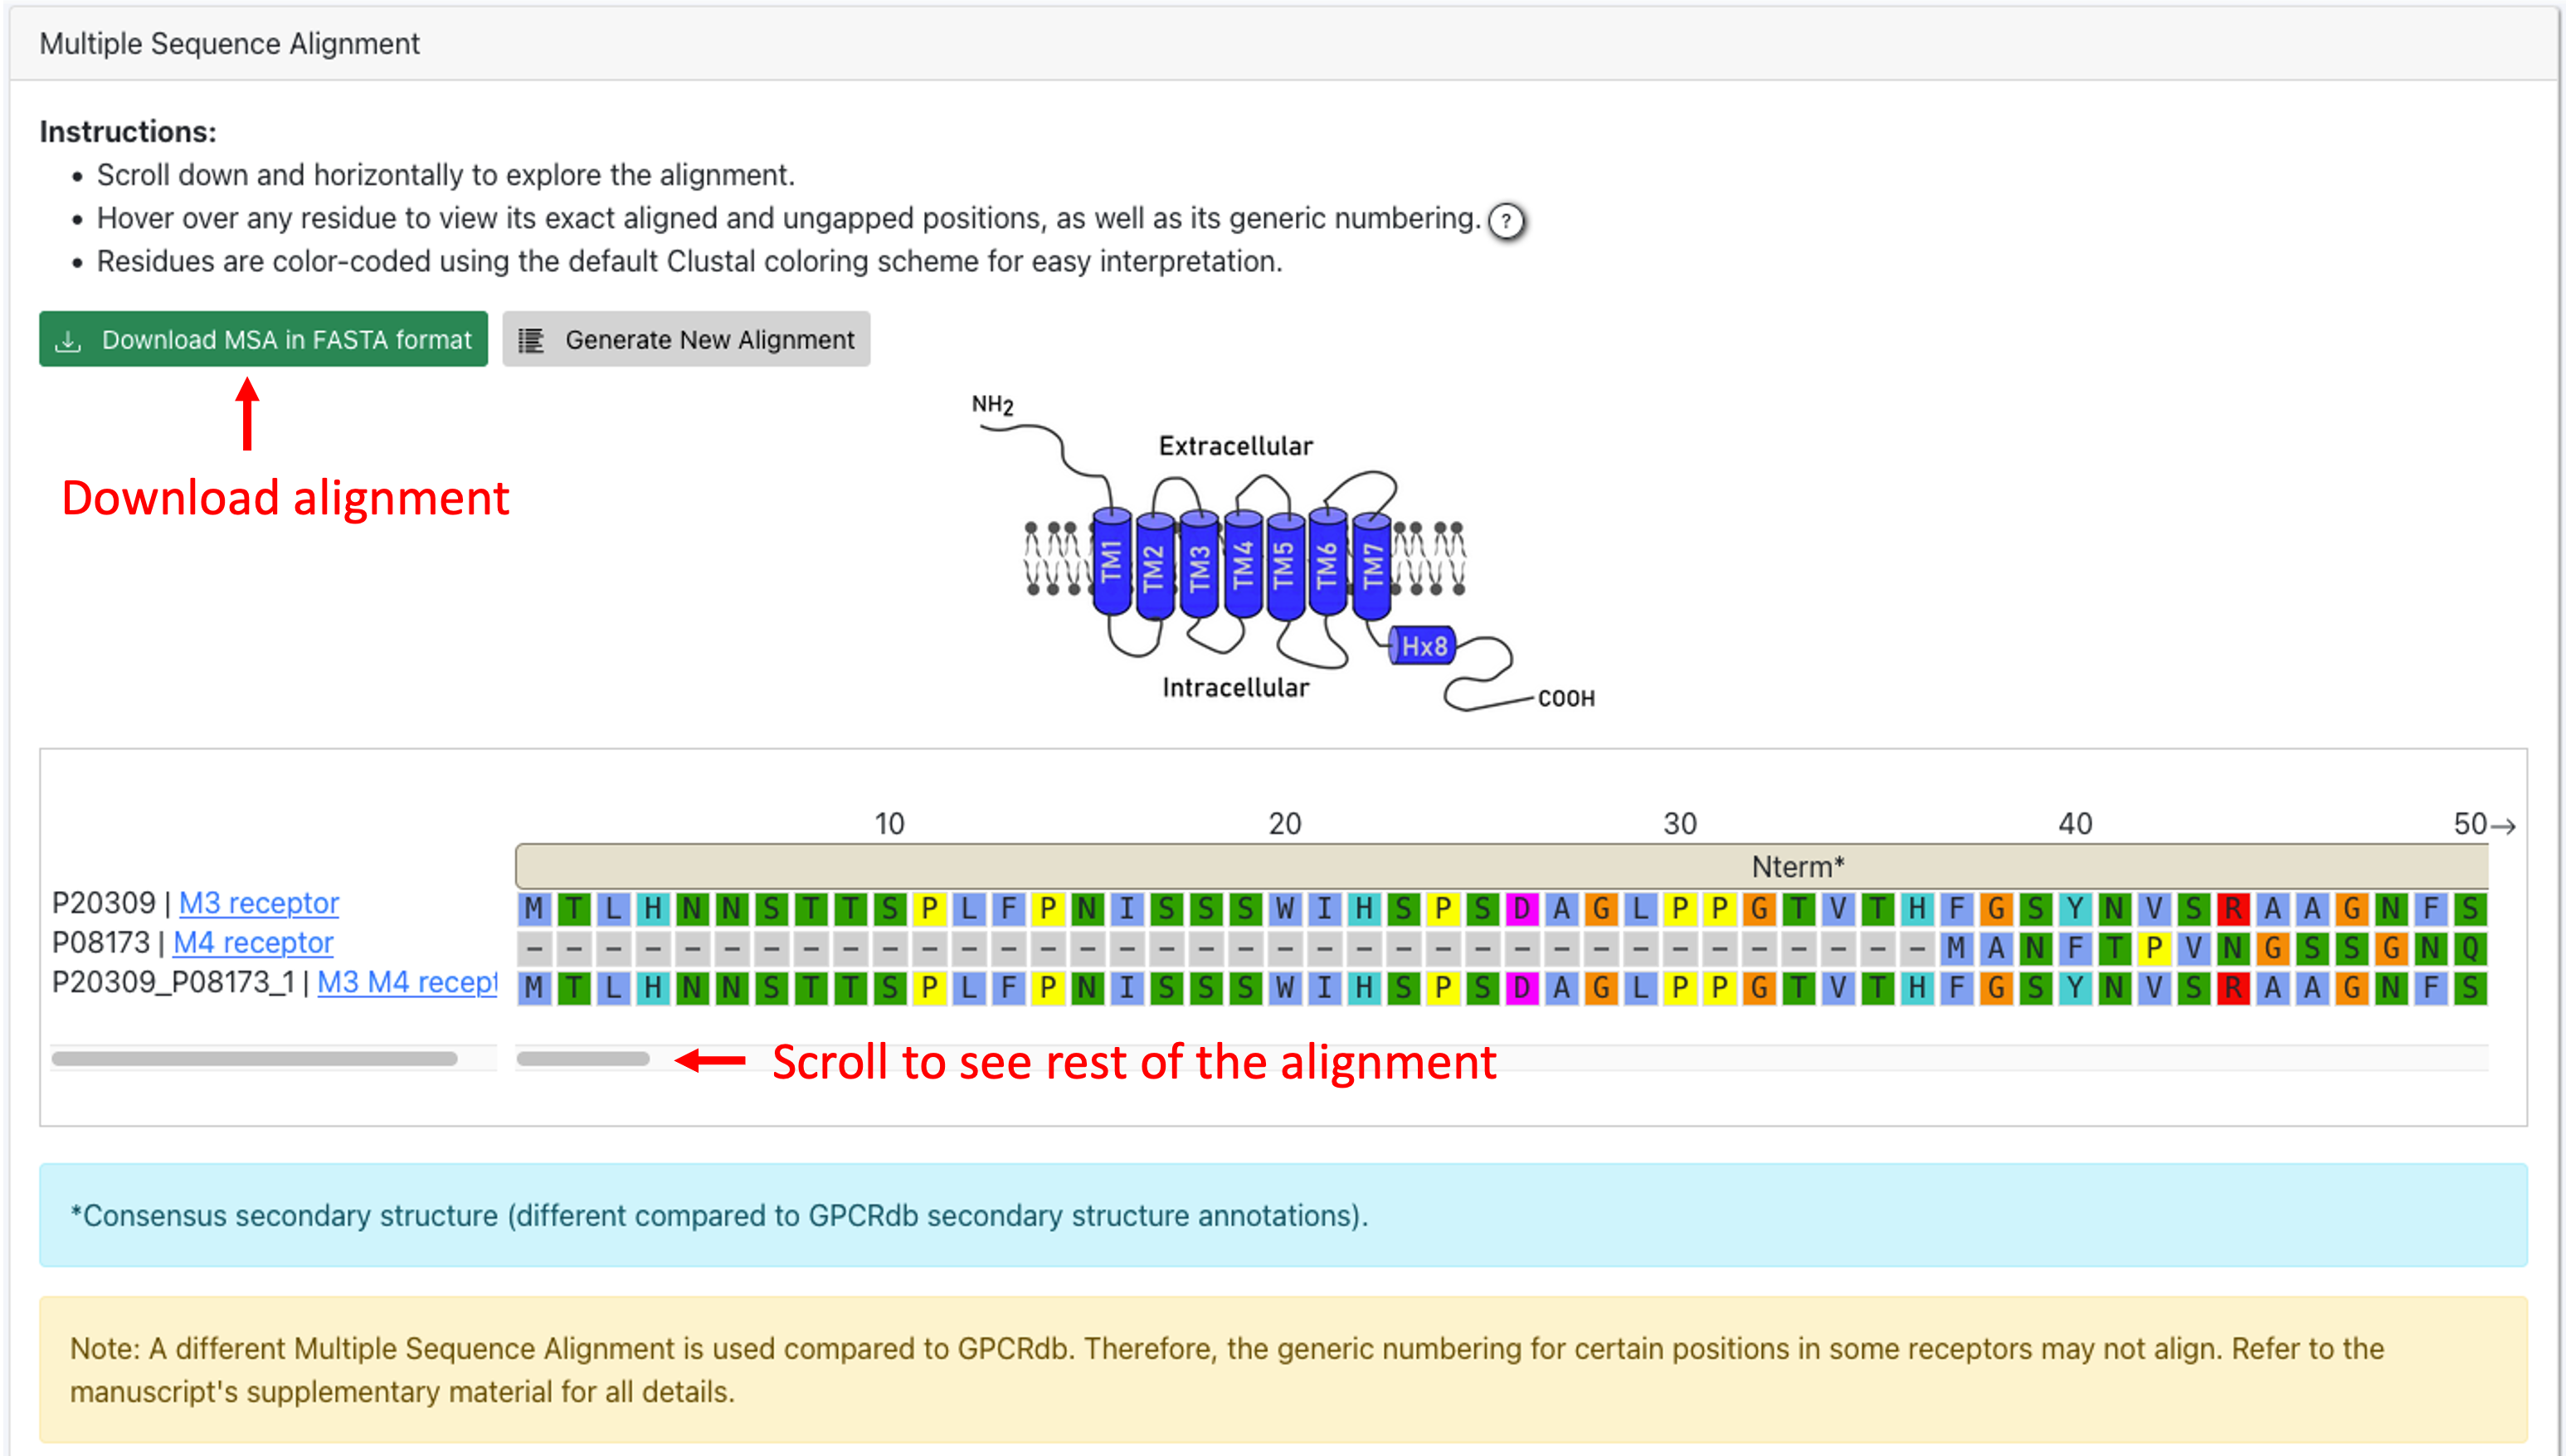 Multiple Sequence Alignment
Instructions:
• Scroll down and horizontally to explore the alignment.
• Hover over any residue to view its exact aligned and ungapped positions, as well as its generic numbering. ?
• Residues are color-coded using the default Clustal coloring scheme for easy interpretation.
Download MSA in FASTA format
Generate New Alignment
Download alignment
NH2
Extracellular
TM1 TM2 TM3 TM4 TM5 TM6 TM7
Hx8
Intracellular
COOH
10 20 30 40 50→
Nterm*
P20309 | M3 receptor M T L H N N S T T S P L F P N I S S S W I H S P S D A G L P P G T V T H F G S Y N V S R A A G N F S
P08173 | M4 receptor - - - - - - - - - - - - - - - - - - - - - - - - - - - - - - - - - - - - M A N F T P V N G S S G N Q
P20309_P08173_1 | M3 M4 recept M T L H N N S T T S P L F P N I S S S W I H S P S D A G L P P G T V T H F G S Y N V S R A A G N F S
Scroll to see rest of the alignment
*Consensus secondary structure (different compared to GPCRdb secondary structure annotations).
Note: A different Multiple Sequence Alignment is used compared to GPCRdb. Therefore, the generic numbering for certain positions in some receptors may not align. Refer to the
manuscript's supplementary material for all details.